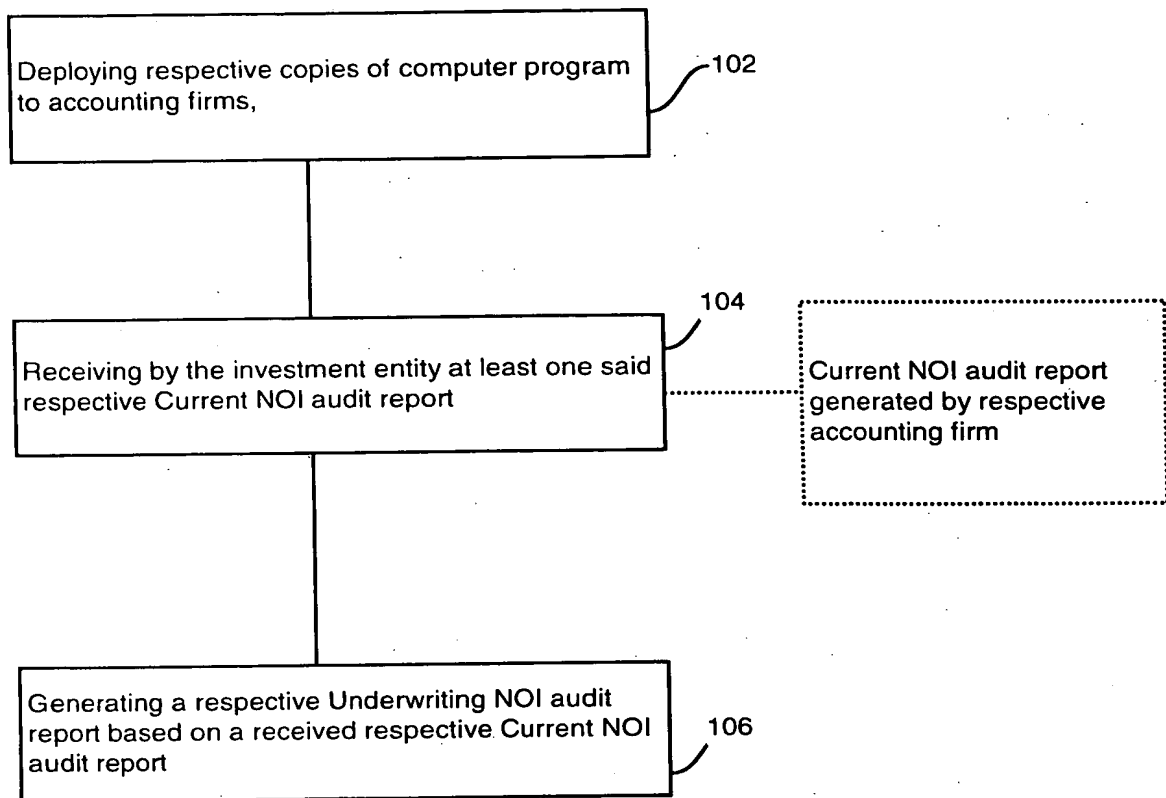 Deploying respective copies of computer program
to accounting firms,
102
104
Receiving by the investment entity at least one said
respective Current NOI audit report
Current NOI audit report
generated by respective
accounting firm
Generating a respective Underwriting NOI audit
report based on a received respective Current NOI
audit report
106